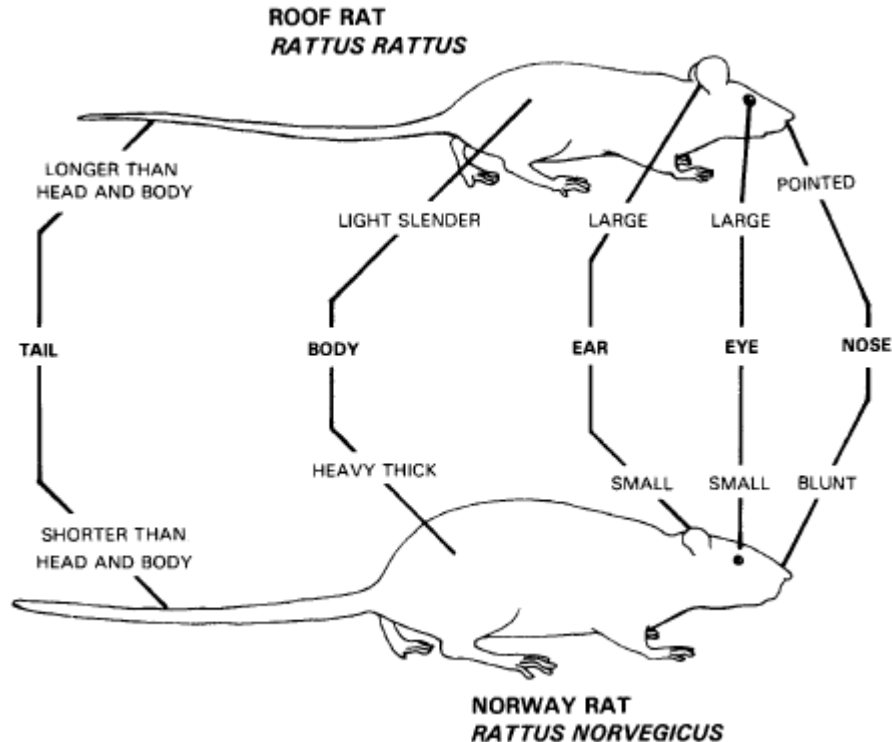 ROOF RAT
RATTUS RATTUS
LONGER THAN
HEAD AND BODY
LIGHT SLENDER
LARGE
LARGE
POINTED
TAIL
BODY
EAR
EYE
NOSE
HEAVY THICK
SMALL
SMALL
BLUNT
SHORTER THAN
HEAD AND BODY
NORWAY RAT
RATTUS NORVEGICUS